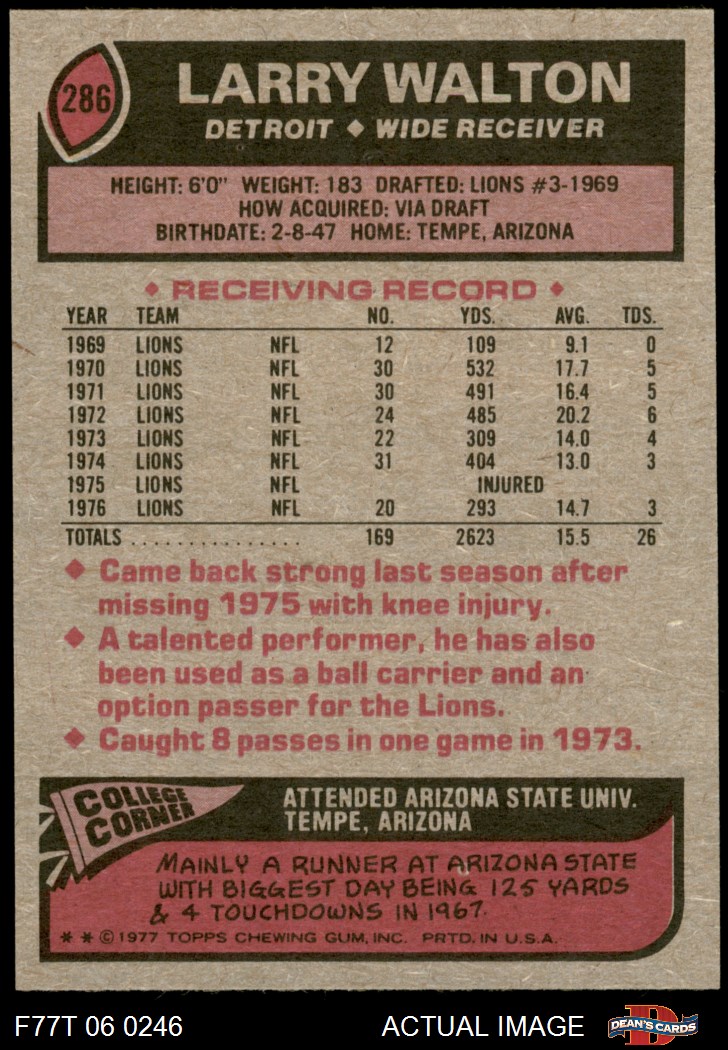 286
LARRY WALTON
DETROIT ◆ WIDE RECEIVER
HEIGHT: 6'0" WEIGHT: 183 DRAFTED: LIONS #3-1969
HOW ACQUIRED: VIA DRAFT
BIRTHDATE: 2-8-47 HOME: TEMPE, ARIZONA
◆ RECEIVING RECORD ◆
YEAR TEAM NO. YDS. AVG. TDS.
1969 LIONS NFL 12 109 9.1 0
1970 LIONS NFL 30 532 17.7 5
1971 LIONS NFL 30 491 16.4 5
1972 LIONS NFL 24 485 20.2 6
1973 LIONS NFL 22 309 14.0 4
1974 LIONS NFL 31 404 13.0 3
1975 LIONS NFL INJURED
1976 LIONS NFL 20 293 14.7 3
TOTALS . . . . . . . . . . . . . . . 169 2623 15.5 26
◆ Came back strong last season after
missing 1975 with knee injury.
◆ A talented performer, he has also
been used as a ball carrier and an
option passer for the Lions.
◆ Caught 8 passes in one game in 1973.
COLLEGE
CORNER
ATTENDED ARIZONA STATE UNIV.
TEMPE, ARIZONA
MAINLY A RUNNER AT ARIZONA STATE
WITH BIGGEST DAY BEING 125 YARDS
& 4 TOUCHDOWNS IN 1967.
* * © 1977 TOPPS CHEWING GUM, INC. PRTD. IN U.S.A.
F77T 06 0246 ACTUAL IMAGE
D
DEAN'S CARDS